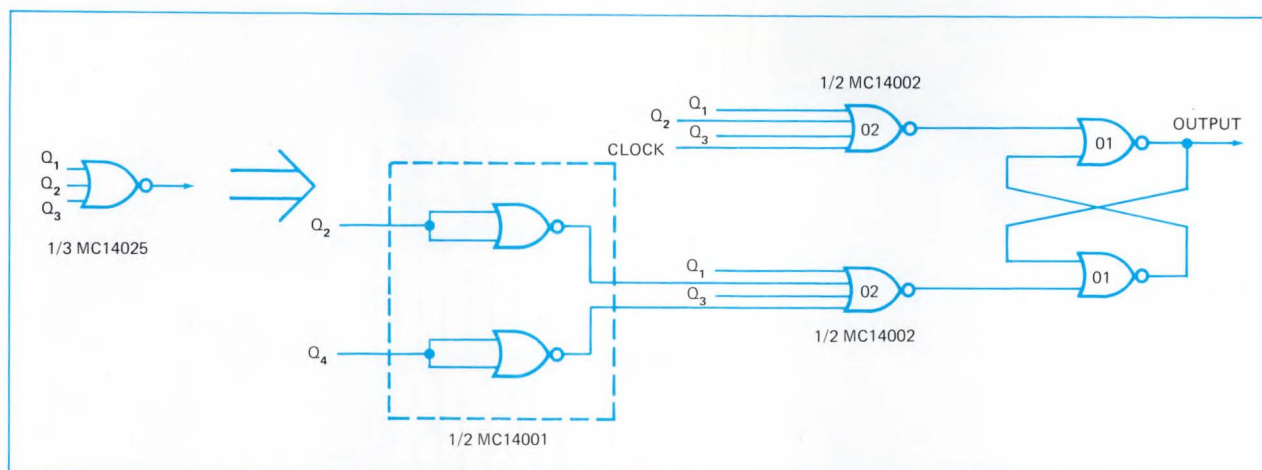 Q1
Q2
Q3
1/3 MC14025
Q2
Q4
1/2 MC14001
1/2 MC14002
Q1
Q2
Q3
CLOCK
02
Q1
Q3
02
1/2 MC14002
01
01
OUTPUT